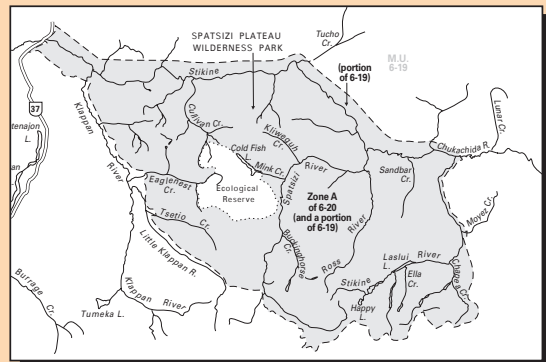 SPATSIZI PLATEAU
WILDERNESS PARK
Tucho
Cr.
M.U.
6-19
(portion
of 6-19)
Stikine
37
tenajon
L.
an
Klappan
River
Cullivan Cr.
Kliweguh
Cr.
Cold Fish
L.
Mink Cr.
River
Spatsizi
Lunar Cr.
Chukachida R.
Sandbar
Cr.
Eaglenest
Cr.
Ecological
Reserve
Zone A
of 6-20
(and a portion
of 6-19)
Moyez Cr.
Tsetia Cr.
Little Klappan R.
Buckinghorse
Cr.
Ross
River
Laslui
L.
River
Stikine
Ella
Cr.
Chapea Cr.
Happy
L.
Burrage
Cr.
Klappan River
Tumeka L.